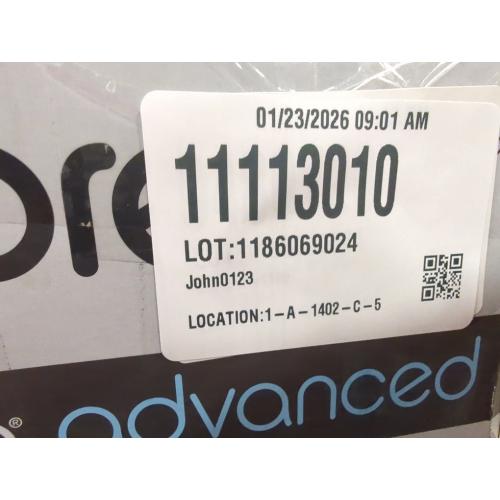 01/23/2026 09:01 AM
11113010
LOT:1186069024
John0123
LOCATION:1-A-1402-C-5
advanced